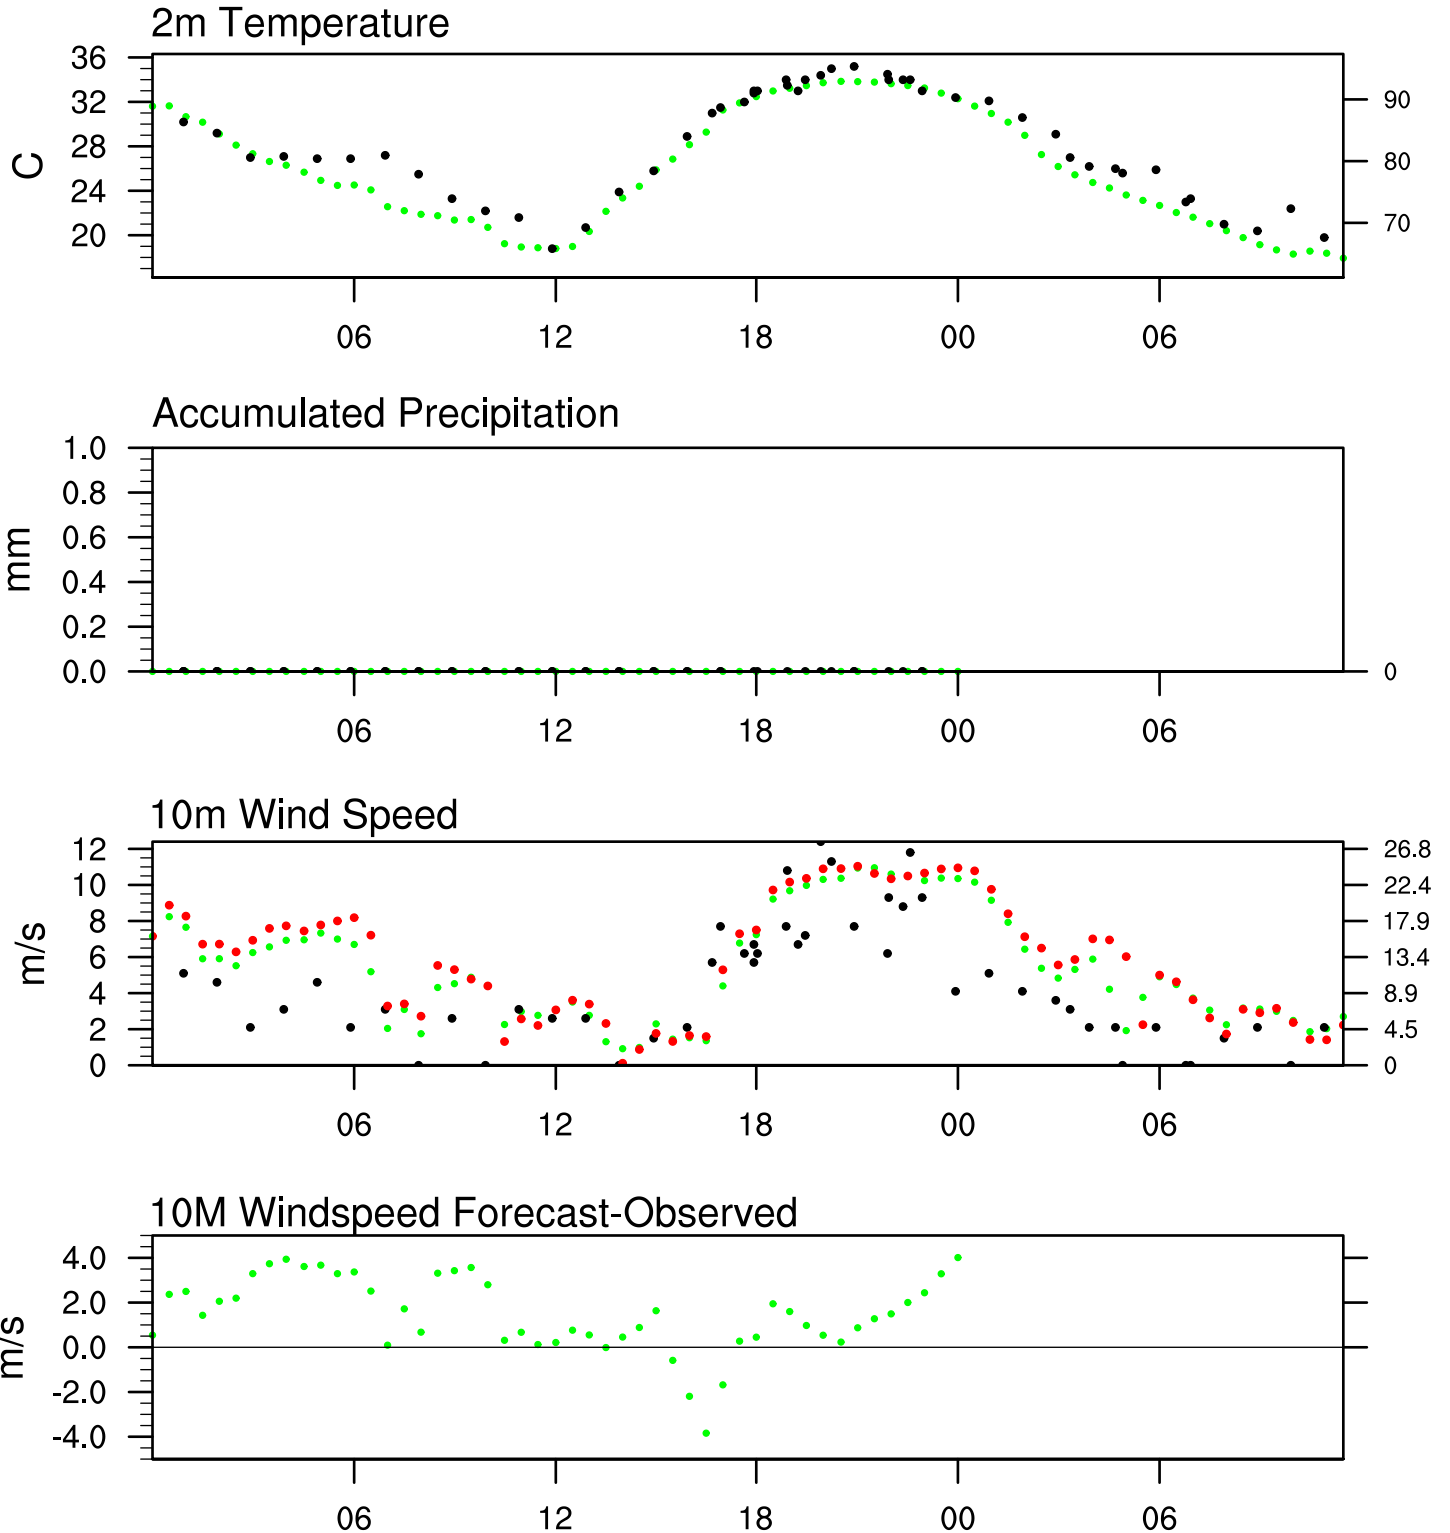 2m Temperature
36
32
28
24
20
C
90
80
70
06 12 18 00 06
Accumulated Precipitation
1.0
0.8
0.6
0.4
0.2
0.0
mm
0
06 12 18 00 06
10m Wind Speed
12
10
8
6
4
2
0
m/s
26.8
22.4
17.9
13.4
8.9
4.5
0
06 12 18 00 06
10M Windspeed Forecast-Observed
4.0
2.0
0.0
-2.0
-4.0
m/s
06 12 18 00 06